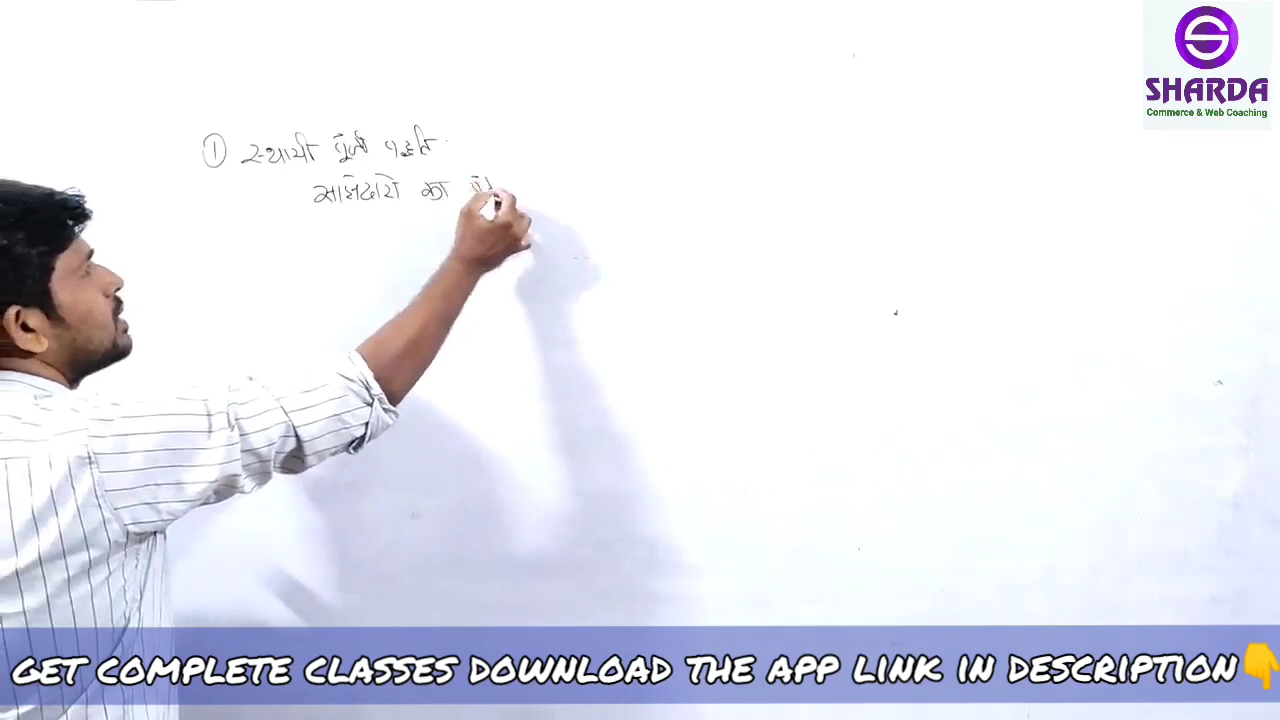 ① स्थायी पूंजी पद्धति
साझेदारो का
S
SHARDA
Commerce & Web Coaching
GET COMPLETE CLASSES DOWNLOAD THE APP LINK IN DESCRIPTION